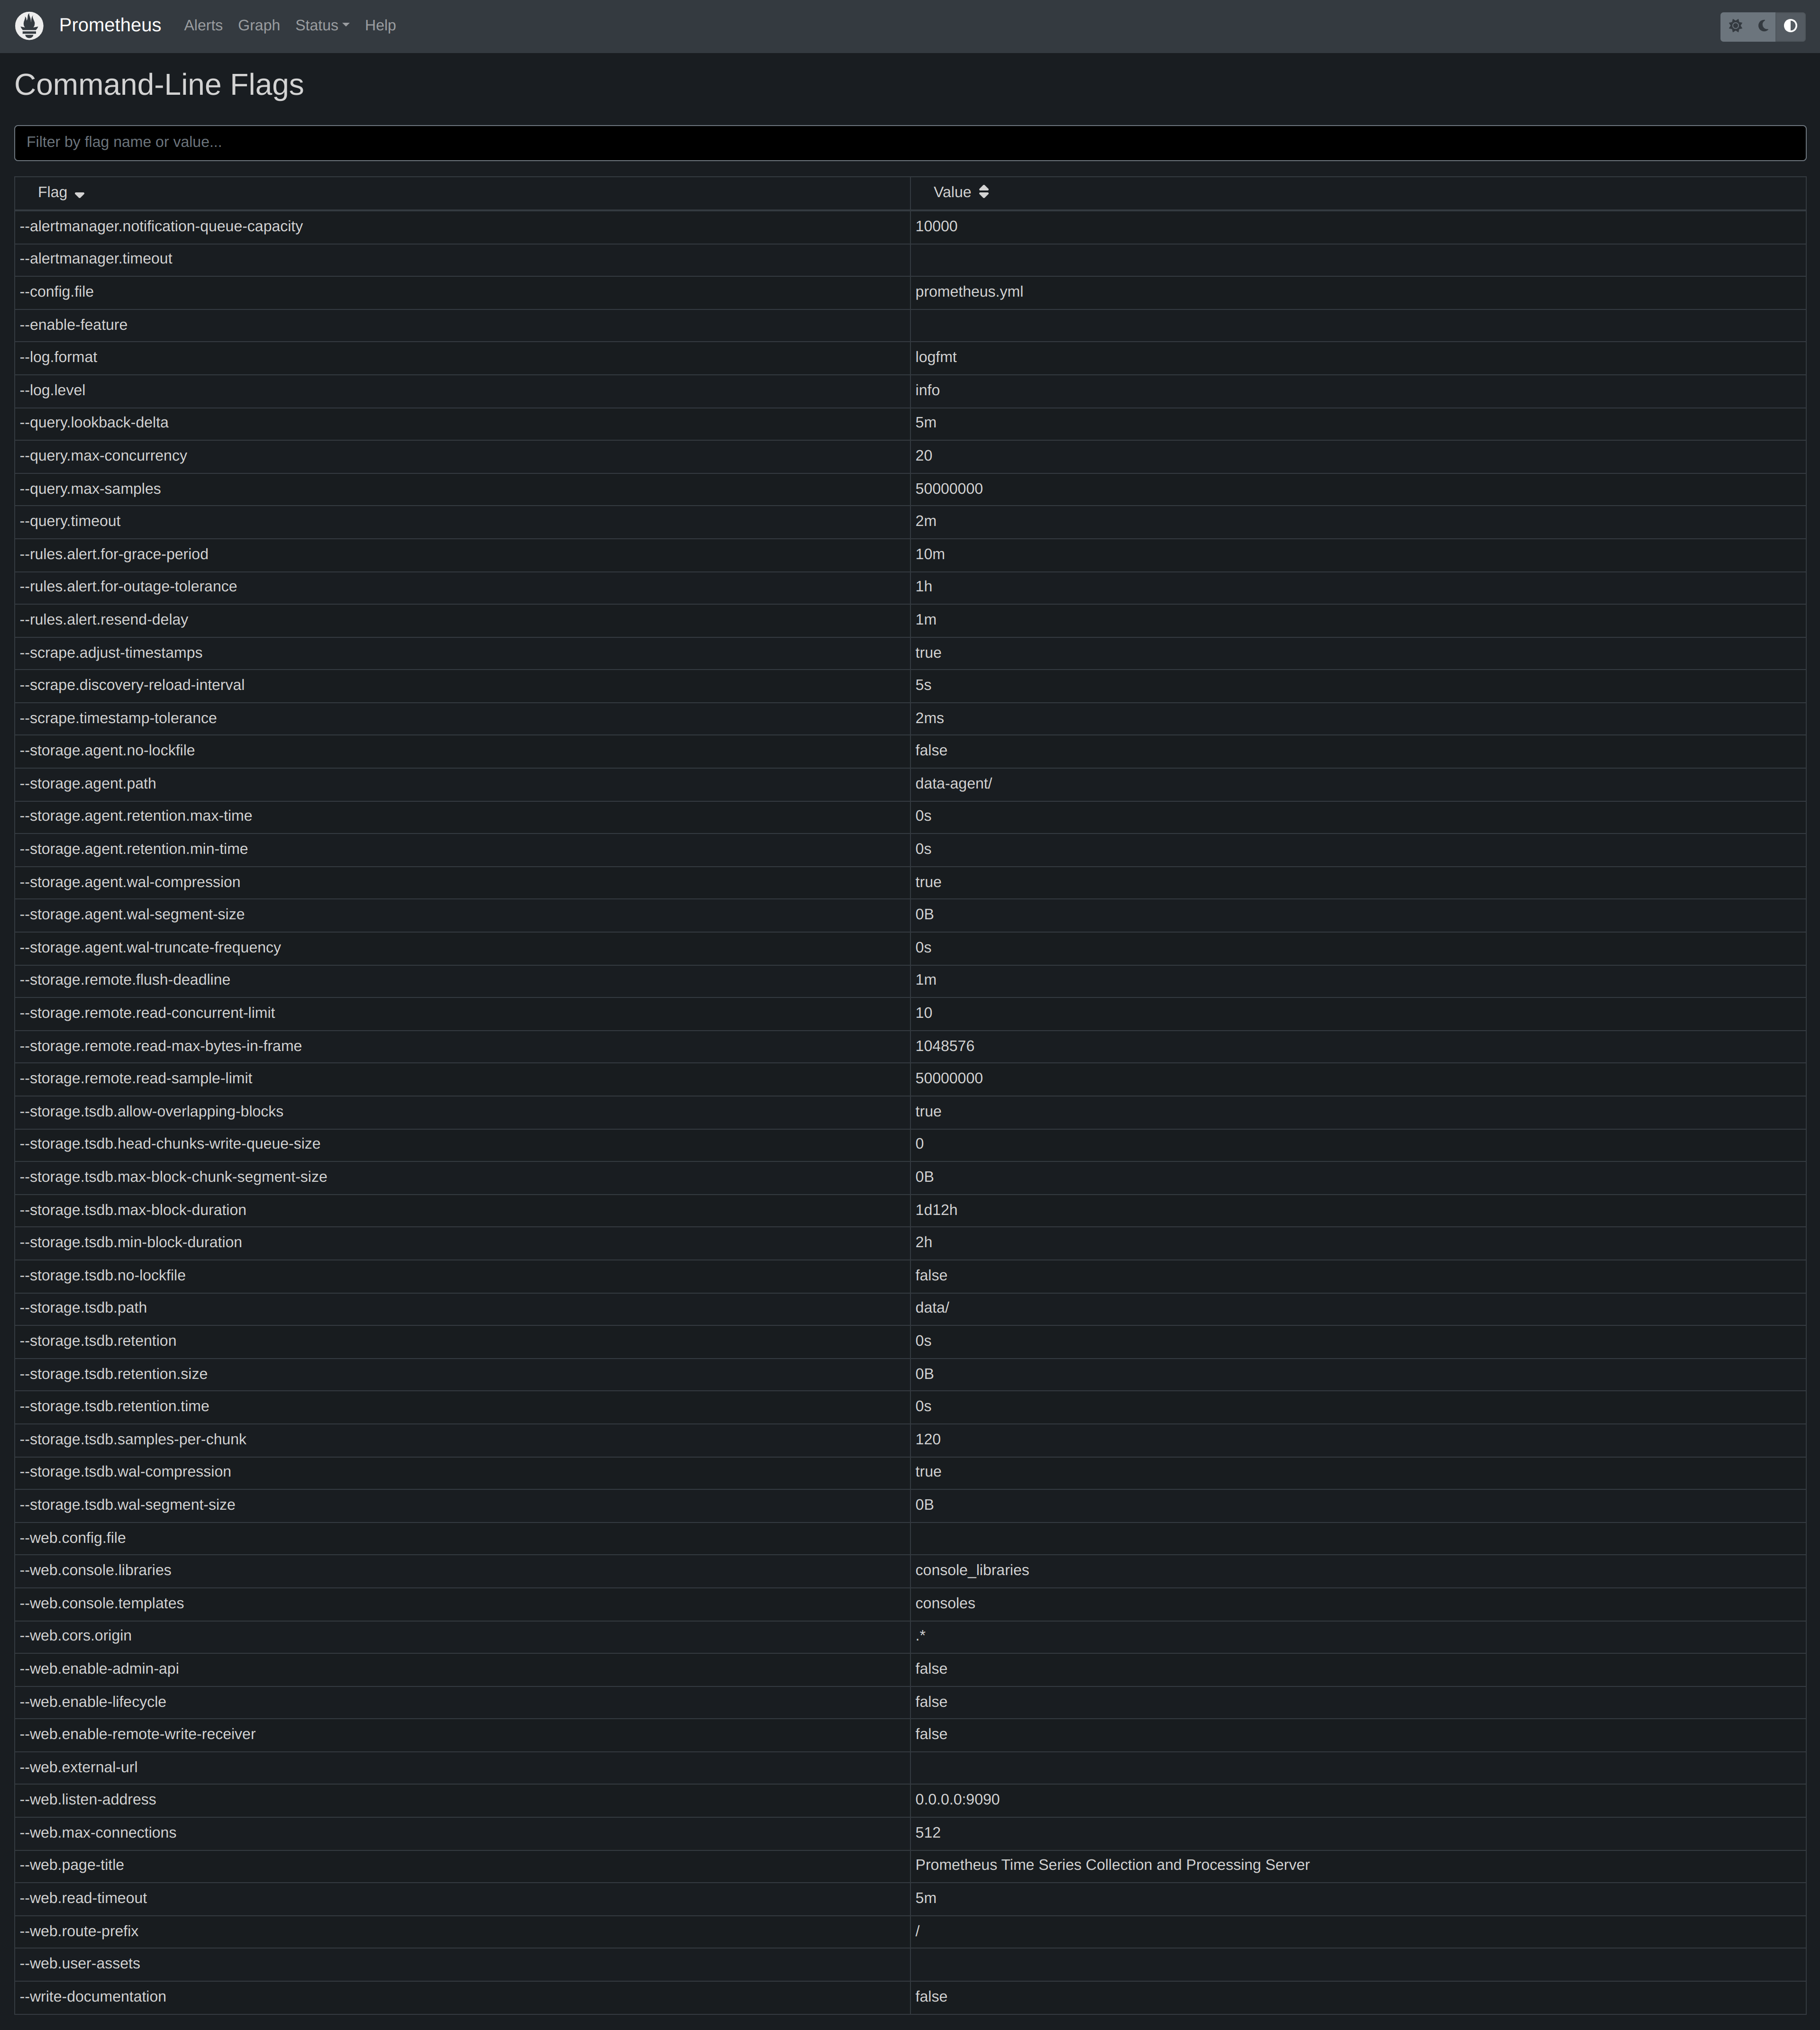 Prometheus Alerts Graph Status Help
Command-Line Flags
Filter by flag name or value...
Flag Value
--alertmanager.notification-queue-capacity 10000
--alertmanager.timeout
--config.file prometheus.yml
--enable-feature
--log.format logfmt
--log.level info
--query.lookback-delta 5m
--query.max-concurrency 20
--query.max-samples 50000000
--query.timeout 2m
--rules.alert.for-grace-period 10m
--rules.alert.for-outage-tolerance 1h
--rules.alert.resend-delay 1m
--scrape.adjust-timestamps true
--scrape.discovery-reload-interval 5s
--scrape.timestamp-tolerance 2ms
--storage.agent.no-lockfile false
--storage.agent.path data-agent/
--storage.agent.retention.max-time 0s
--storage.agent.retention.min-time 0s
--storage.agent.wal-compression true
--storage.agent.wal-segment-size 0B
--storage.agent.wal-truncate-frequency 0s
--storage.remote.flush-deadline 1m
--storage.remote.read-concurrent-limit 10
--storage.remote.read-max-bytes-in-frame 1048576
--storage.remote.read-sample-limit 50000000
--storage.tsdb.allow-overlapping-blocks true
--storage.tsdb.head-chunks-write-queue-size 0
--storage.tsdb.max-block-chunk-segment-size 0B
--storage.tsdb.max-block-duration 1d12h
--storage.tsdb.min-block-duration 2h
--storage.tsdb.no-lockfile false
--storage.tsdb.path data/
--storage.tsdb.retention 0s
--storage.tsdb.retention.size 0B
--storage.tsdb.retention.time 0s
--storage.tsdb.samples-per-chunk 120
--storage.tsdb.wal-compression true
--storage.tsdb.wal-segment-size 0B
--web.config.file
--web.console.libraries console_libraries
--web.console.templates consoles
--web.cors.origin .*
--web.enable-admin-api false
--web.enable-lifecycle false
--web.enable-remote-write-receiver false
--web.external-url
--web.listen-address 0.0.0.0:9090
--web.max-connections 512
--web.page-title Prometheus Time Series Collection and Processing Server
--web.read-timeout 5m
--web.route-prefix /
--web.user-assets
--write-documentation false